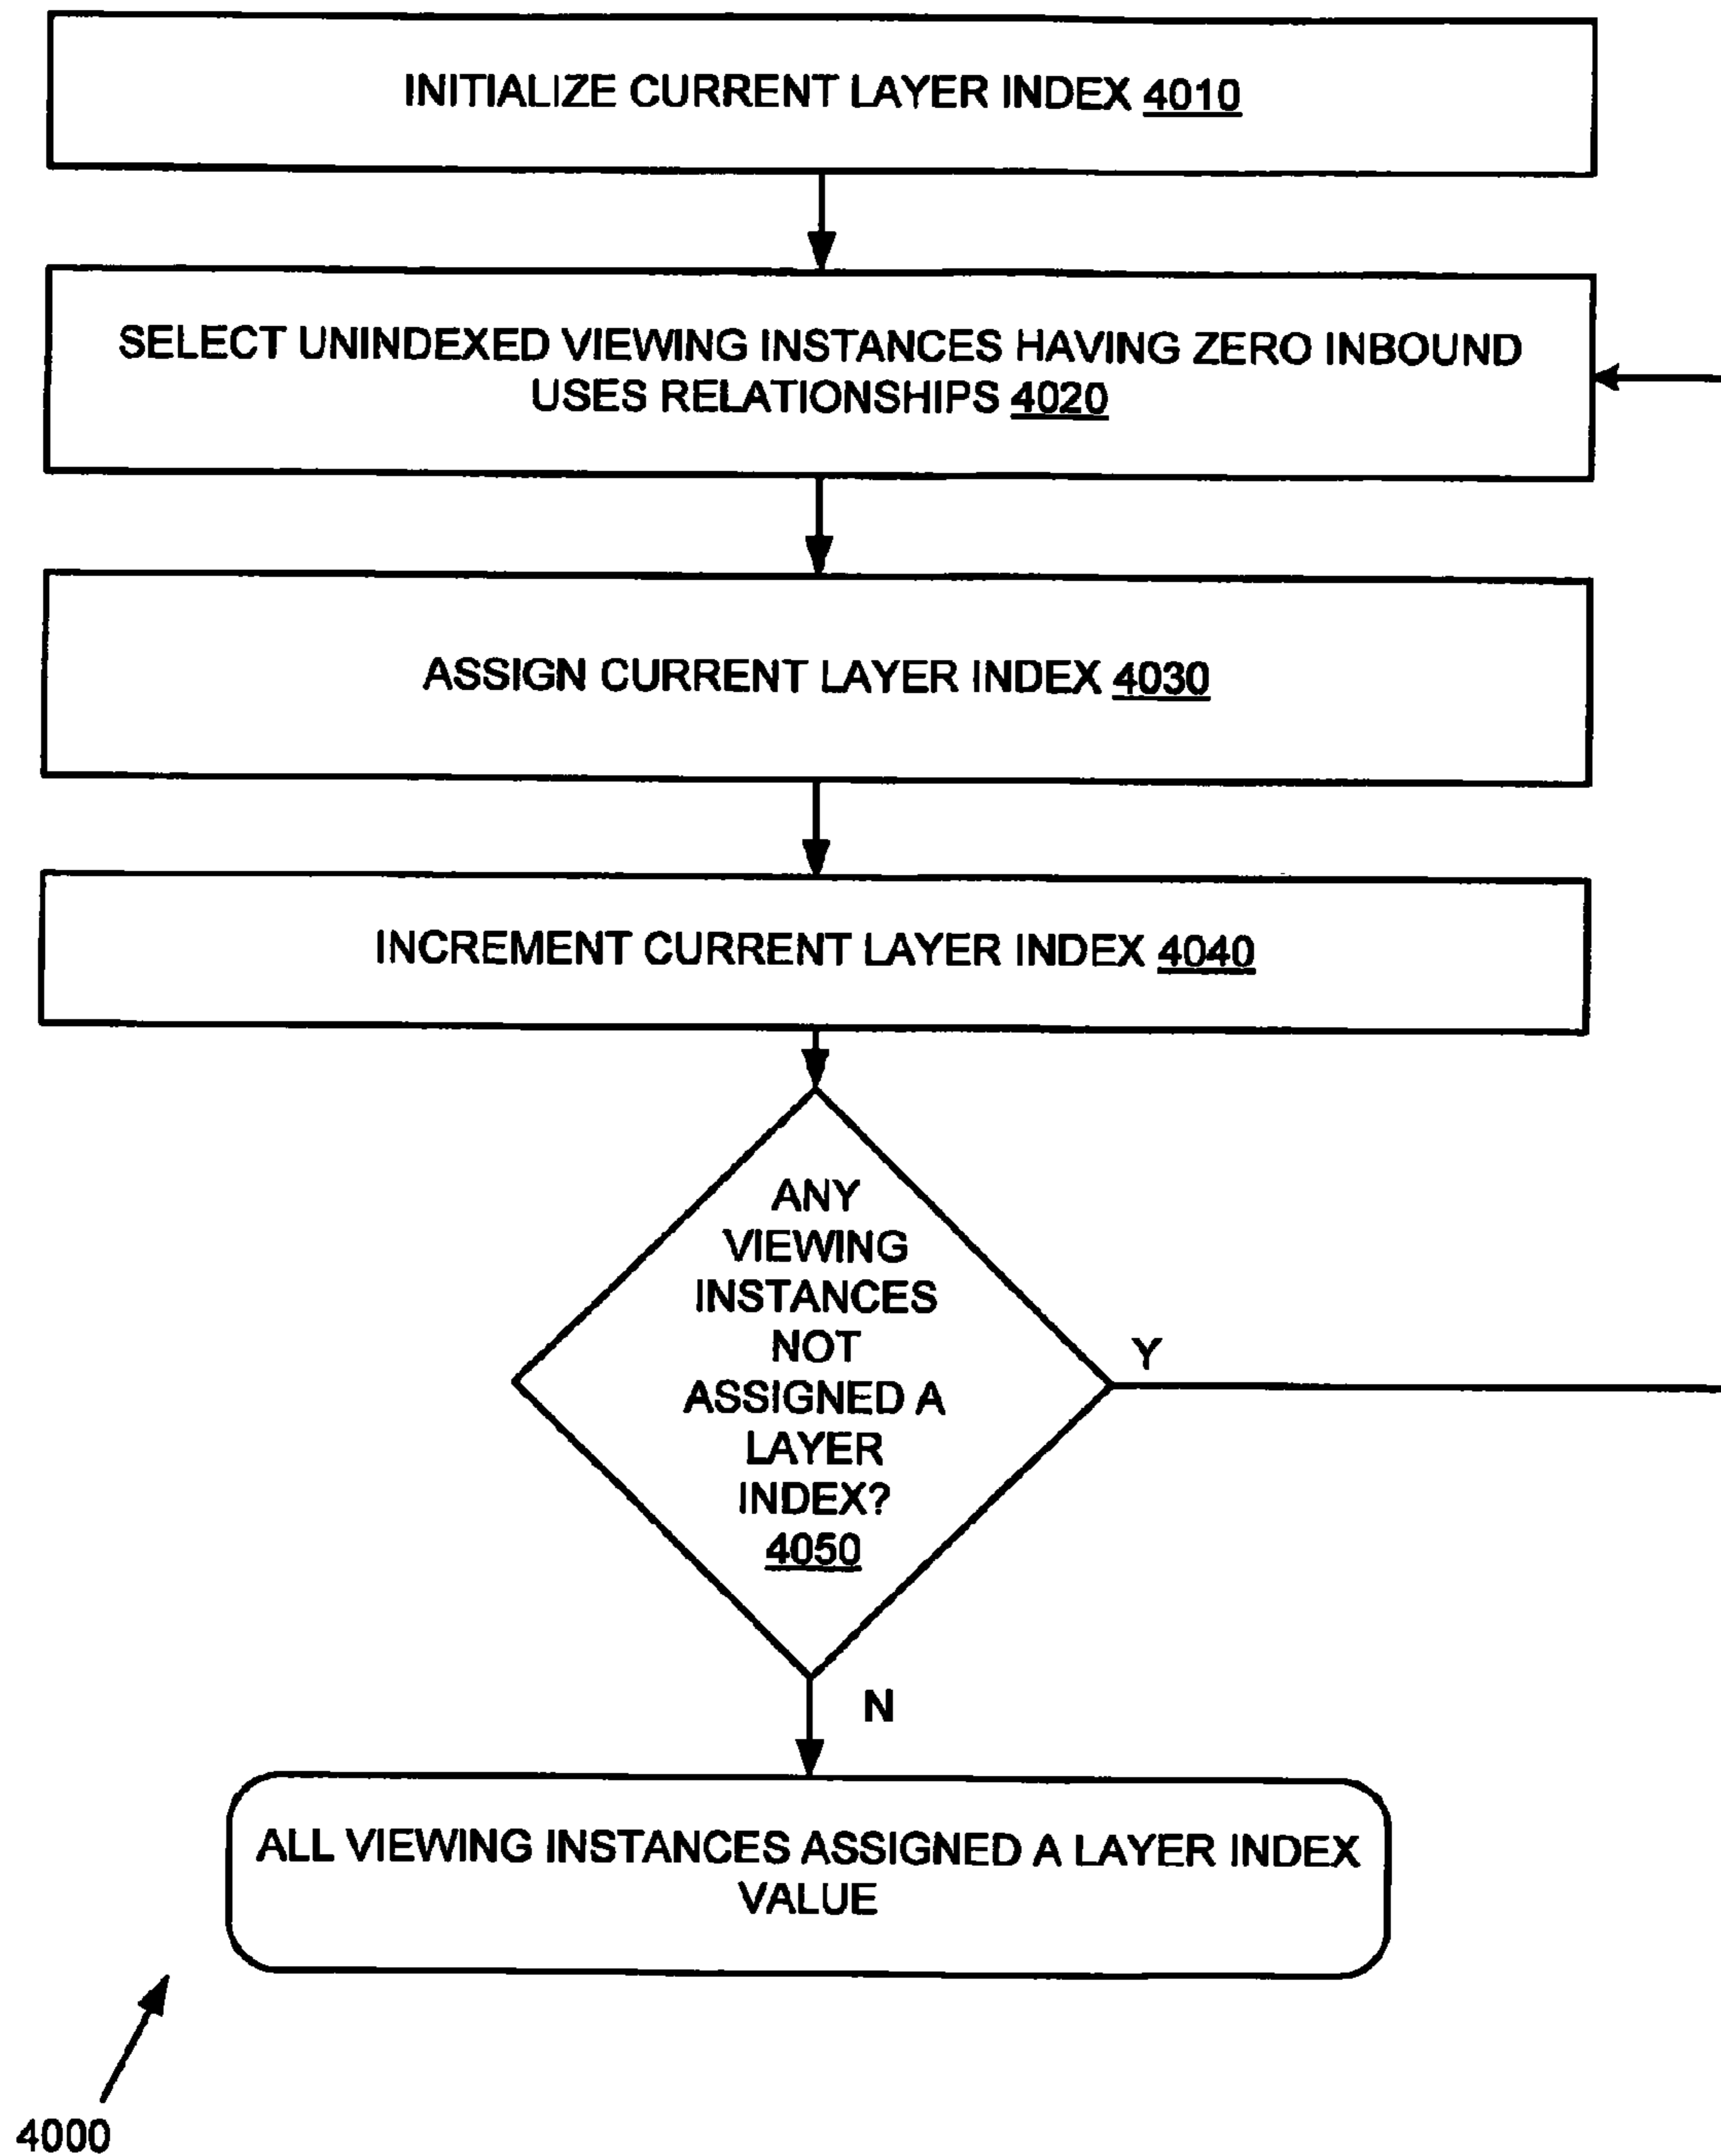 INITIALIZE CURRENT LAYER INDEX 4010
SELECT UNINDEXED VIEWING INSTANCES HAVING ZERO INBOUND
USES RELATIONSHIPS 4020
ASSIGN CURRENT LAYER INDEX 4030
INCREMENT CURRENT LAYER INDEX 4040
ANY
VIEWING
INSTANCES
NOT
ASSIGNED A
LAYER
INDEX?
4050
Y
N
ALL VIEWING INSTANCES ASSIGNED A LAYER INDEX
VALUE
4000